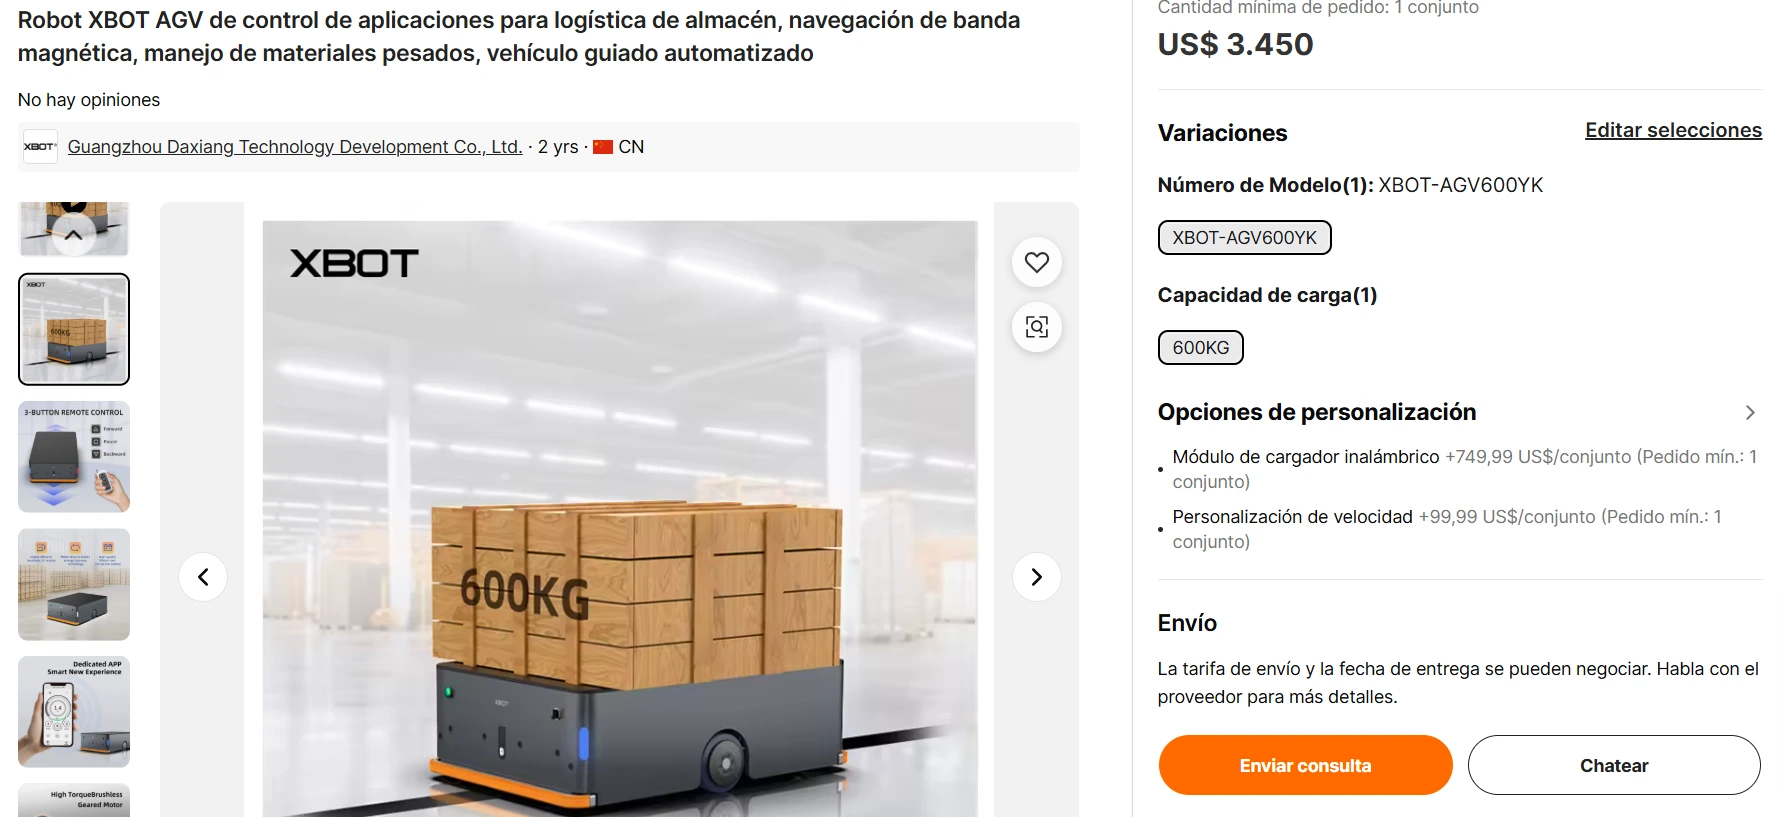 Robot XBOT AGV de control de aplicaciones para logística de almacén, navegación de banda
magnética, manejo de materiales pesados, vehículo guiado automatizado
No hay opiniones
XBOT
Guangzhou Daxiang Technology Development Co., Ltd. · 2 yrs · CN
XBOT
600KG
3-BUTTON REMOTE CONTROL
Forward
Pause
Backward
Dedicated APP
Smart New Experience
1.4
High TorqueBrushless
Geared Motor
XBOT
600KG
XBOT
Cantidad mínima de pedido: 1 conjunto
US$ 3.450
Variaciones
Editar selecciones
Número de Modelo(1): XBOT-AGV600YK
XBOT-AGV600YK
Capacidad de carga(1)
600KG
Opciones de personalización
Módulo de cargador inalámbrico +749,99 US$/conjunto (Pedido mín.: 1
conjunto)
Personalización de velocidad +99,99 US$/conjunto (Pedido mín.: 1
conjunto)
Envío
La tarifa de envío y la fecha de entrega se pueden negociar. Habla con el
proveedor para más detalles.
Enviar consulta
Chatear